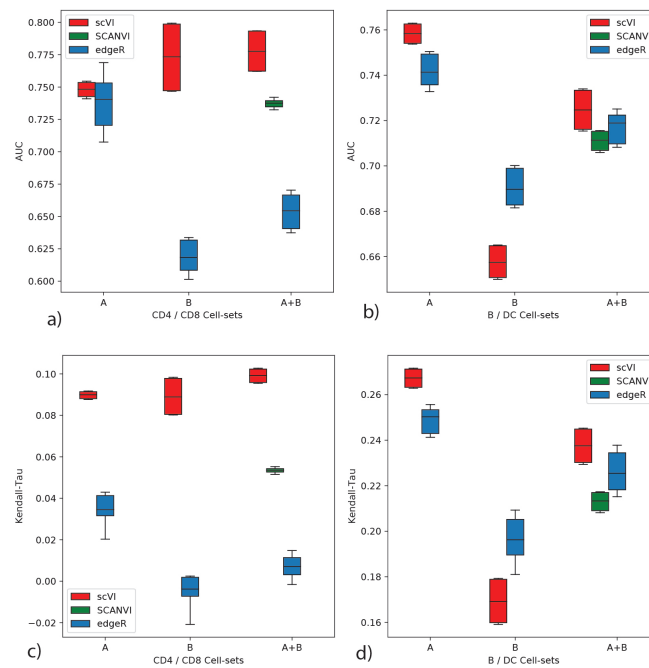 scVI
SCANVI
edgeR
0.800
0.775
0.750
0.725
0.700
0.675
0.650
0.625
0.600
AUC
A
B
A+B
CD4 / CD8 Cell-sets
a)
scVI
SCANVI
edgeR
0.76
0.74
0.72
0.70
0.68
0.66
AUC
A
B
A+B
B / DC Cell-sets
b)
0.10
0.08
0.06
0.04
0.02
0.00
−0.02
Kendall-Tau
scVI
SCANVI
edgeR
A
B
A+B
CD4 / CD8 Cell-sets
c)
scVI
SCANVI
edgeR
0.26
0.24
0.22
0.20
0.18
0.16
Kendall-Tau
A
B
A+B
B / DC Cell-sets
d)